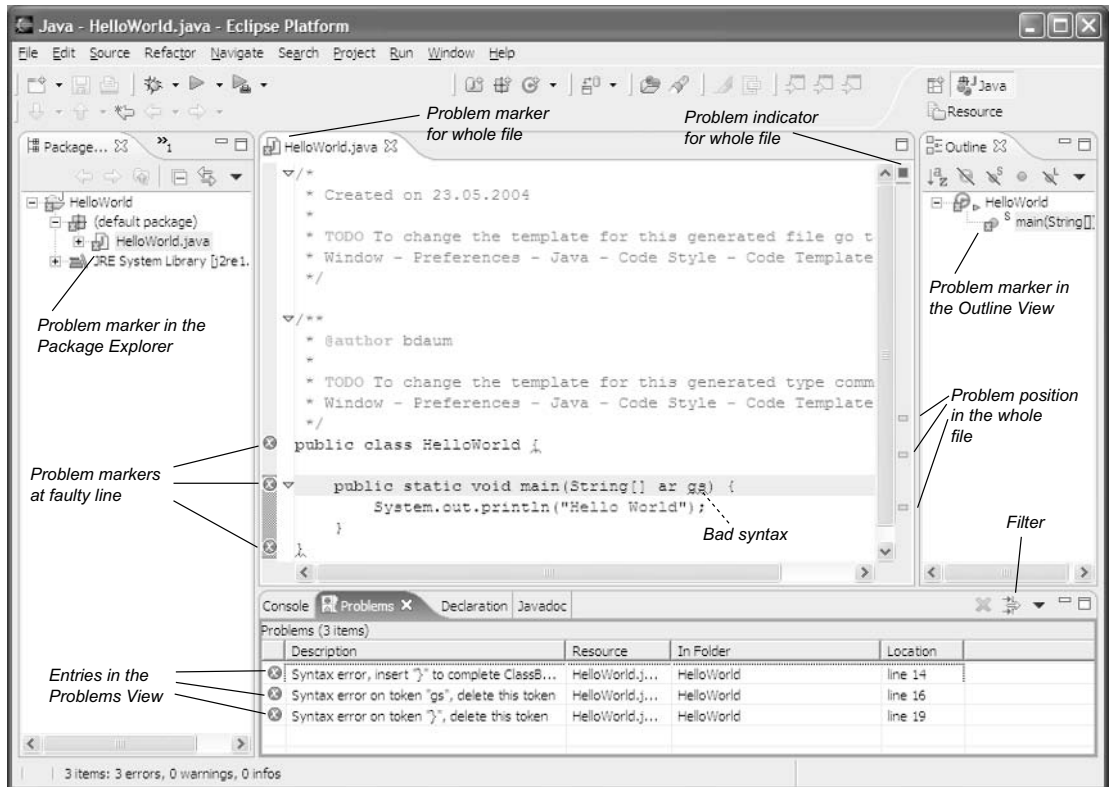 Java - HelloWorld.java - Eclipse Platform
File Edit Source Refactor Navigate Search Project Run Window Help
Java
Resource
Problem marker
for whole file
Problem indicator
for whole file
Package...
»1
HelloWorld.java
Outline
HelloWorld
(default package)
HelloWorld.java
JRE System Library [j2re1.
Problem marker in the
Package Explorer
/*
* Created on 23.05.2004
*
* TODO To change the template for this generated file go t
* Window - Preferences - Java - Code Style - Code Template
*/
/**
* @author bdaum
*
* TODO To change the template for this generated type comm
* Window - Preferences - Java - Code Style - Code Template
*/
public class HelloWorld {
public static void main(String[] ar gs) {
System.out.println("Hello World");
}
}
Bad syntax
Problem markers
at faulty line
HelloWorld
S main(String[]
Problem marker in
the Outline View
Problem position
in the whole
file
Filter
Console Problems Declaration Javadoc
Problems (3 items)
Description Resource In Folder Location
Syntax error, insert "}" to complete ClassB... HelloWorld.j... HelloWorld line 14
Syntax error on token "gs", delete this token HelloWorld.j... HelloWorld line 16
Syntax error on token "}", delete this token HelloWorld.j... HelloWorld line 19
Entries in the
Problems View
3 items: 3 errors, 0 warnings, 0 infos